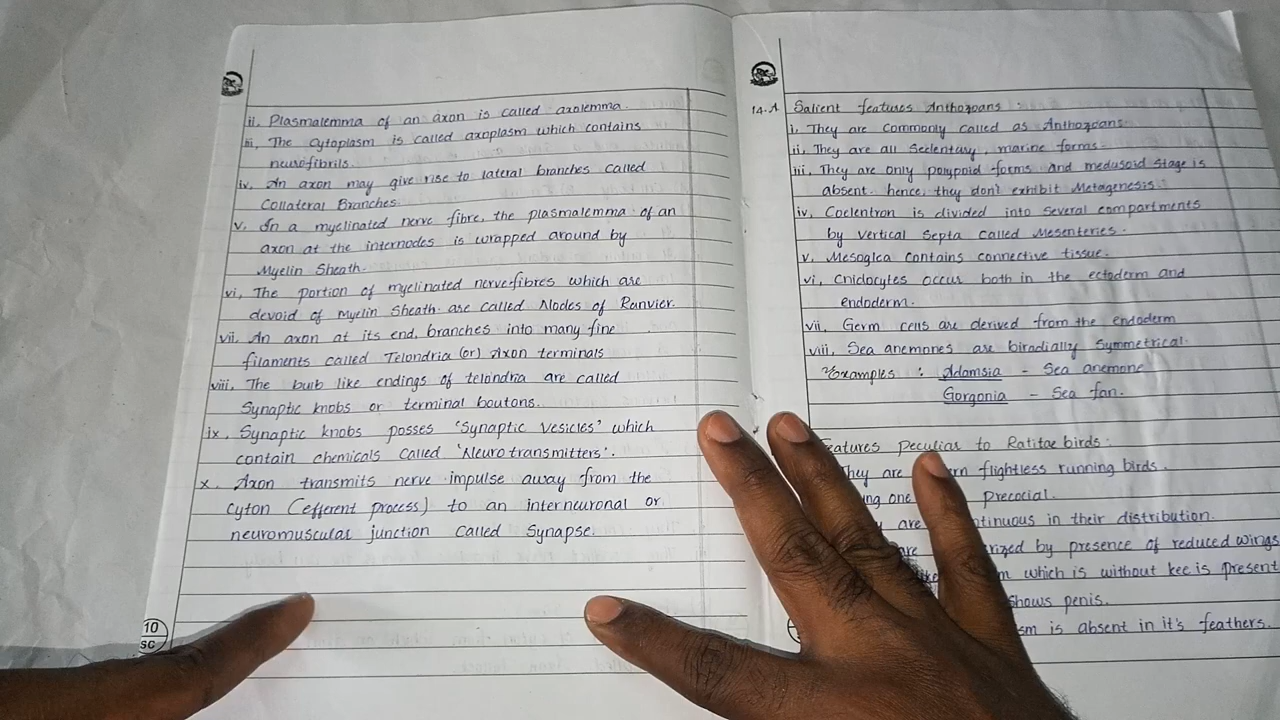 ii. Plasmalemma of an axon is called axolemma.
iii. The Cytoplasm is called axoplasm which contains
neurofibrils.
iv. An axon may give rise to lateral branches called
Collateral Branches.
v. In a myelinated nerve fibre, the plasmalemma of an
axon at the internodes is wrapped around by
Myelin Sheath.
vi. The portion of myelinated nervefibres which are
devoid of Myelin Sheath are called Nodes of Ranvier.
vii. An axon at its end, branches into many fine
filaments called Telondria (or) Axon terminals
viii. The bulb like endings of telondria are called
Synaptic knobs or terminal boutons.
ix. Synaptic knobs posses 'Synaptic Vesicles' which
contain chemicals called 'Neurotransmitters'.
x. Axon transmits nerve impulse away from the
cyton (efferent process) to an interneuronal or
neuromuscular junction called Synapse.
10
SC
14.A Salient features Anthozoans :
i. They are commonly called as Anthozoans
ii. They are all Seelentary, marine forms.
iii. They are only polypoid forms and medusoid stage is
absent. hence, they don't exhibit Metagenesis.
iv. Coelentron is divided into Several compartments
by Vertical Septa called Mesenteries.
v. Mesoglea contains connective tissue.
vi. Cnidocytes occur both in the ectoderm and
endoderm.
vii. Germ cells are derived from the endoderm
viii. Sea anemones are biradially Symmetrical.
Examples : Adamsia - Sea anemone
Gorgonia - Sea fan.
Features Peculiar to Ratitae birds :
They are flightless running birds.
one Precocial.
are in their distribution.
by presence of reduced wings
which is without keel is present
Shows penis.
is absent in it's feathers.